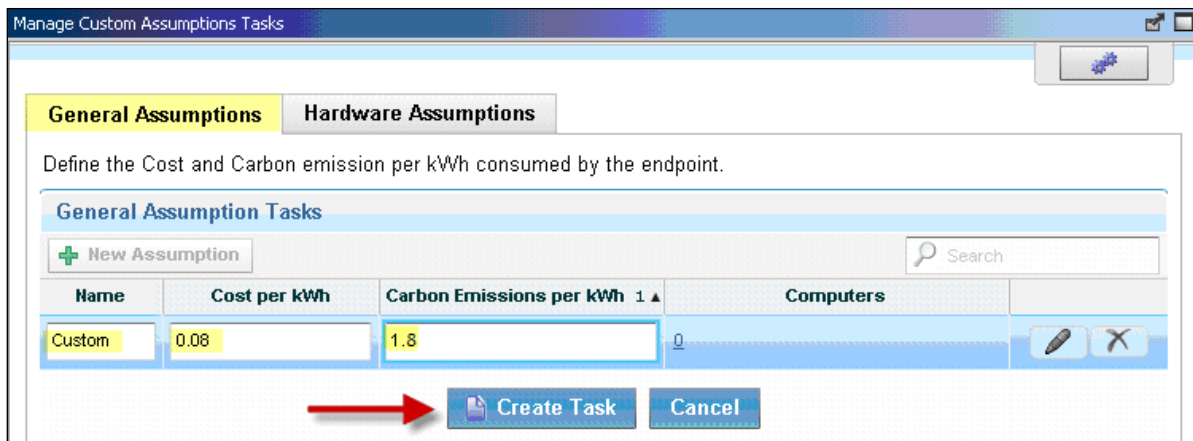 Manage Custom Assumptions Tasks
General Assumptions Hardware Assumptions
Define the Cost and Carbon emission per kWh consumed by the endpoint.
General Assumption Tasks
New Assumption Search
Name Cost per kWh Carbon Emissions per kWh 1 ▲ Computers
Custom 0.08 1.8 0
Create Task Cancel